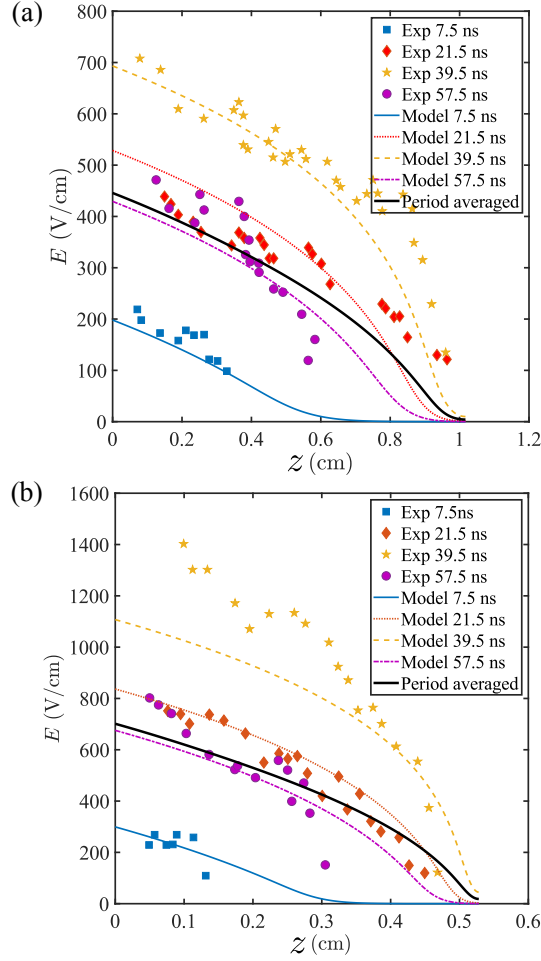 (a)
800
700
600
500
400
300
200
100
0
E (V/cm)
Exp 7.5 ns
Exp 21.5 ns
Exp 39.5 ns
Exp 57.5 ns
Model 7.5 ns
Model 21.5 ns
Model 39.5 ns
Model 57.5 ns
Period averaged
0 0.2 0.4 0.6 0.8 1 1.2
z (cm)
(b)
1600
1400
1200
1000
800
600
400
200
0
E (V/cm)
Exp 7.5ns
Exp 21.5 ns
Exp 39.5 ns
Exp 57.5 ns
Model 7.5 ns
Model 21.5 ns
Model 39.5 ns
Model 57.5 ns
Period averaged
0 0.1 0.2 0.3 0.4 0.5 0.6
z (cm)